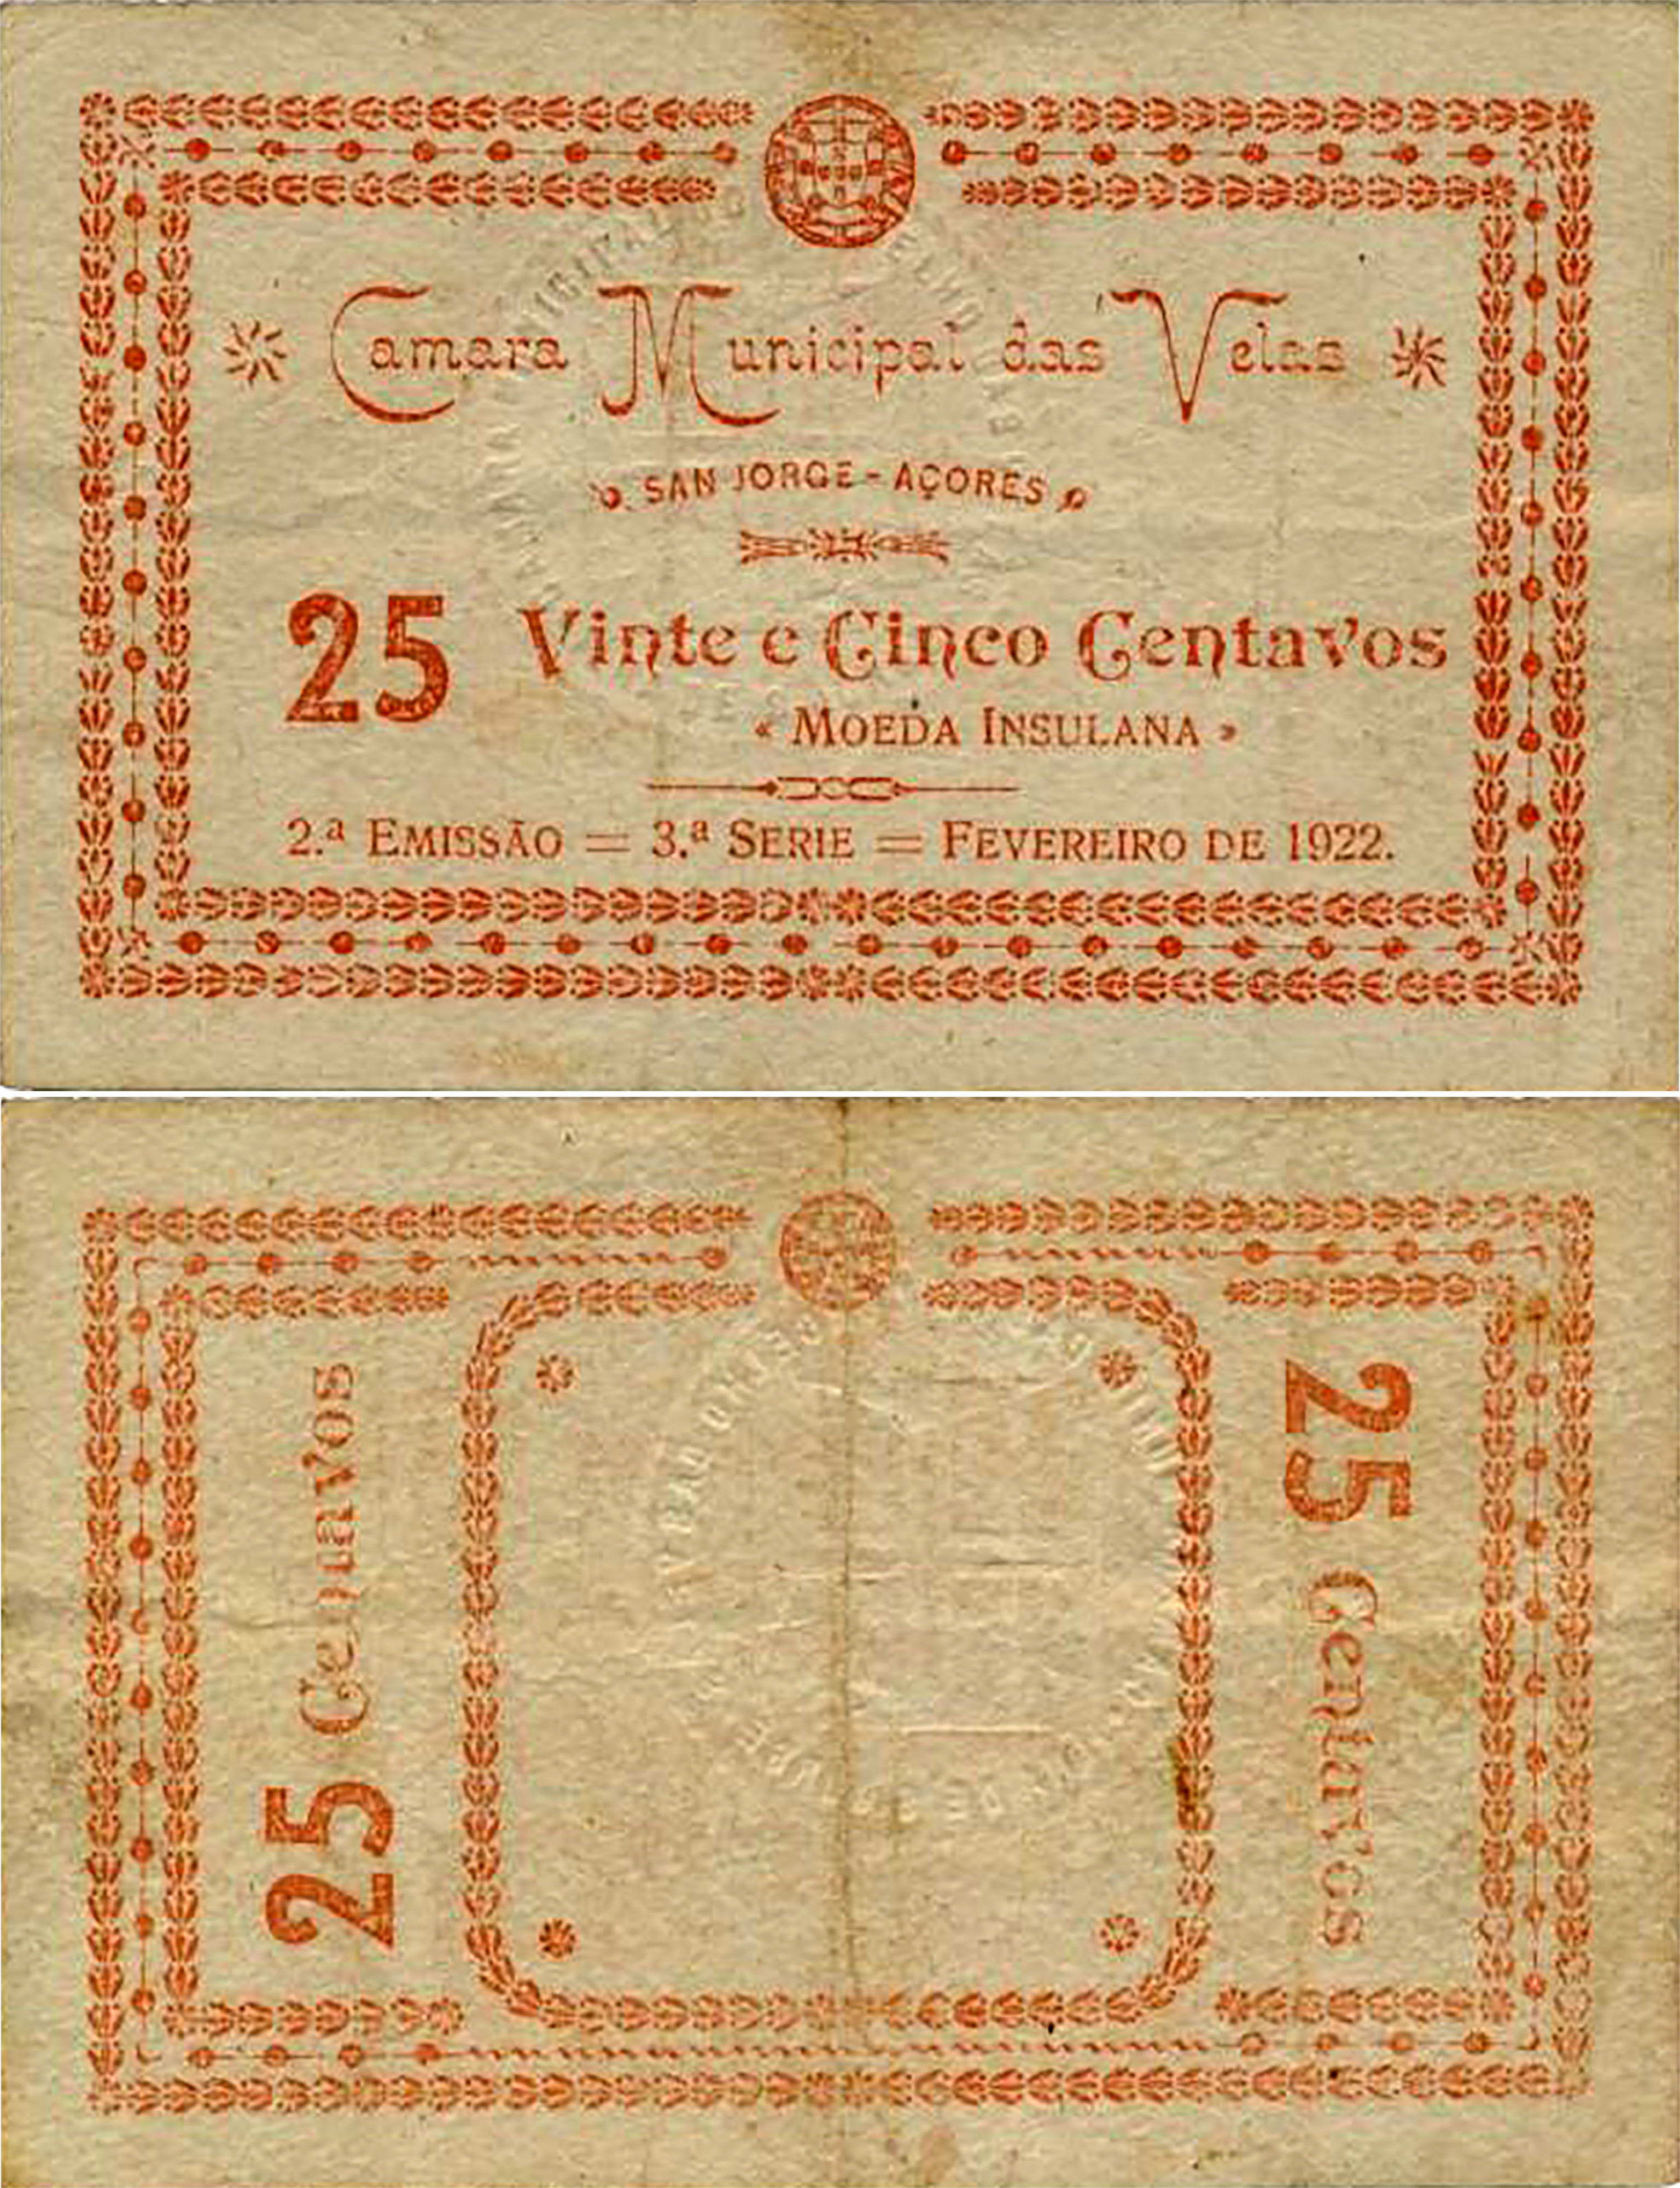 Camara Municipal das Velas
SAN JORGE - AÇORES
25 Vinte e Cinco Centavos
« MOEDA INSULANA »
2.ª EMISSÃO = 3.ª SERIE = FEVEREIRO DE 1922.
25 Centavos
25 Centavos